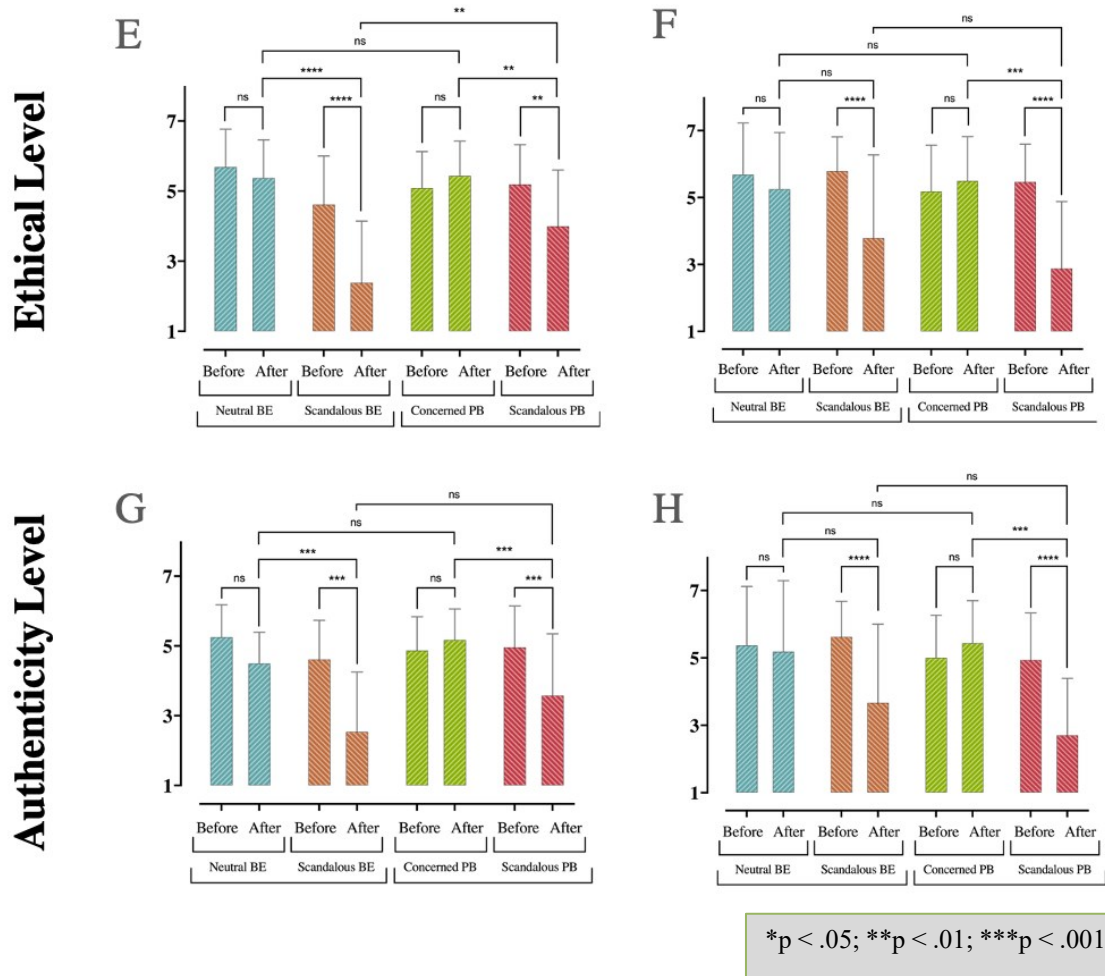 Ethical Level
E
**
ns
****
**
ns
****
ns
**
7
5
3
1
Before After Before After Before After Before After
Neutral BE Scandalous BE Concerned PB Scandalous PB
F
ns
ns
ns
***
ns
****
ns
****
7
5
3
1
Before After Before After Before After Before After
Neutral BE Scandalous BE Concerned PB Scandalous PB
Authenticity Level
G
ns
ns
***
***
ns
***
ns
***
7
5
3
1
Before After Before After Before After Before After
Neutral BE Scandalous BE Concerned PB Scandalous PB
H
ns
ns
ns
***
ns
****
ns
****
7
5
3
1
Before After Before After Before After Before After
Neutral BE Scandalous BE Concerned PB Scandalous PB
*p < .05; **p < .01; ***p < .001